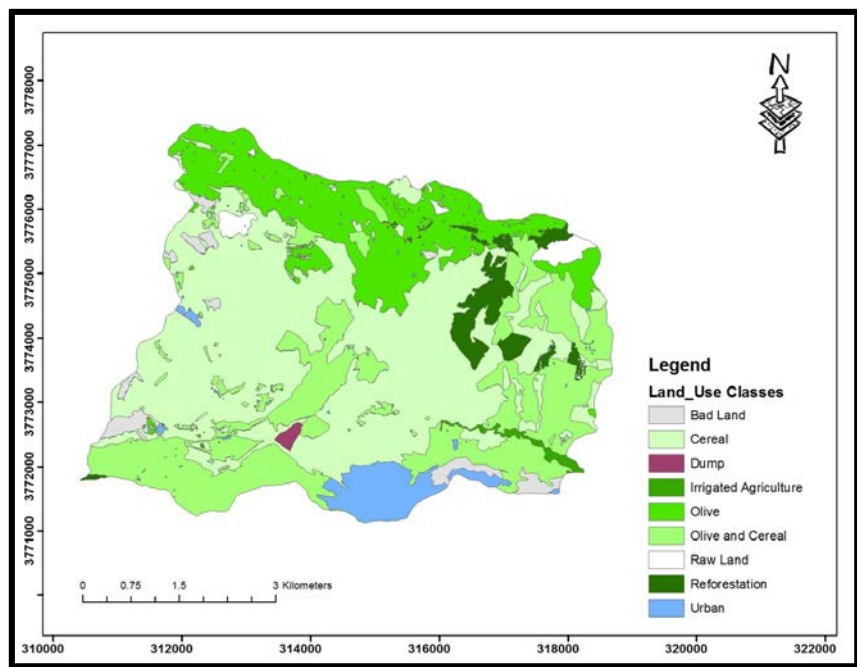 N
3778000
3777000
3776000
3775000
3774000
3773000
3772000
3771000
Legend
Land_Use Classes
Bad Land
Cereal
Dump
Irrigated Agriculture
Olive
Olive and Cereal
Raw Land
Reforestation
Urban
0 0.75 1.5 3 Kilometers
310000 312000 314000 316000 318000 320000 322000